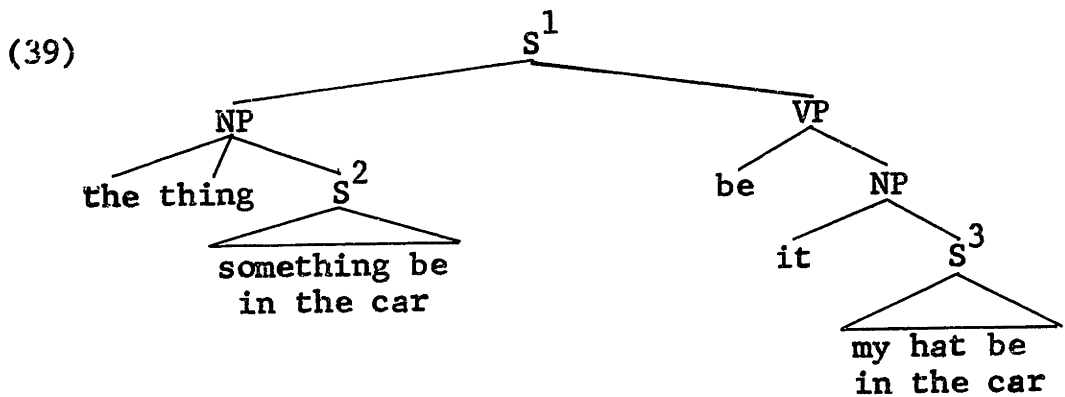 (39)
S1
NP VP
the thing S2 be NP
something be
in the car
it S3
my hat be
in the car